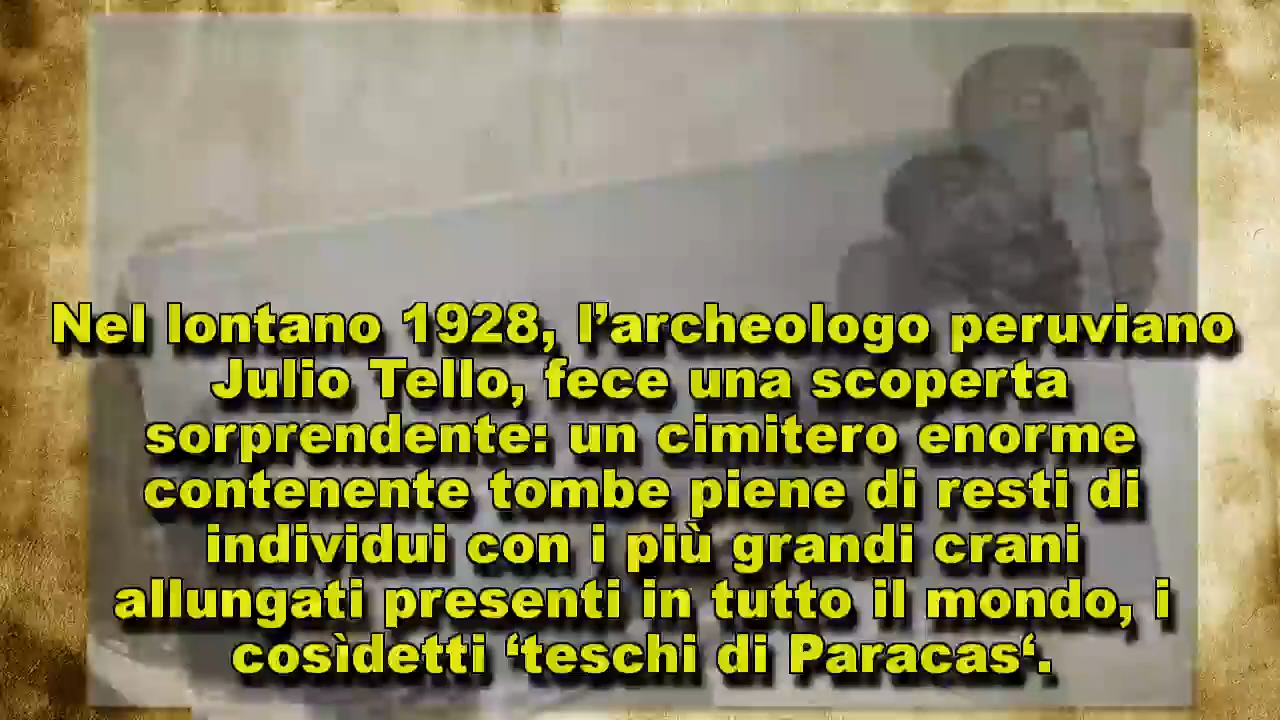 Nel lontano 1928, l’archeologo peruviano
Julio Tello, fece una scoperta
sorprendente: un cimitero enorme
contenente tombe piene di resti di
individui con i più grandi crani
allungati presenti in tutto il mondo, i
cosìdetti ‘teschi di Paracas‘.